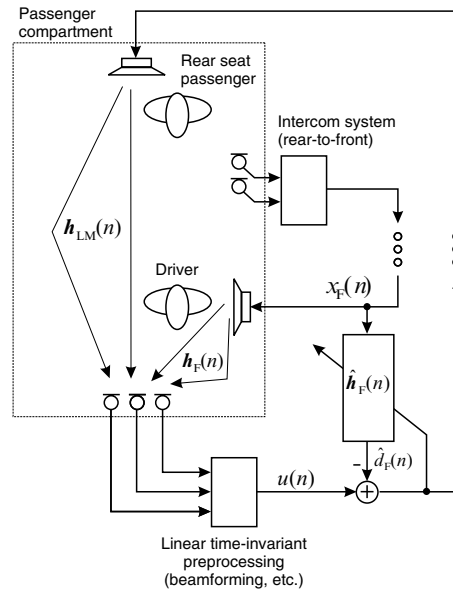 Passenger
compartment
Rear seat
passenger
Intercom system
(rear-to-front)
h_LM(n)
Driver
x_F(n)
h_F(n)
ĥ_F(n)
- d̂_F(n)
u(n)
+
Linear time-invariant
preprocessing
(beamforming, etc.)